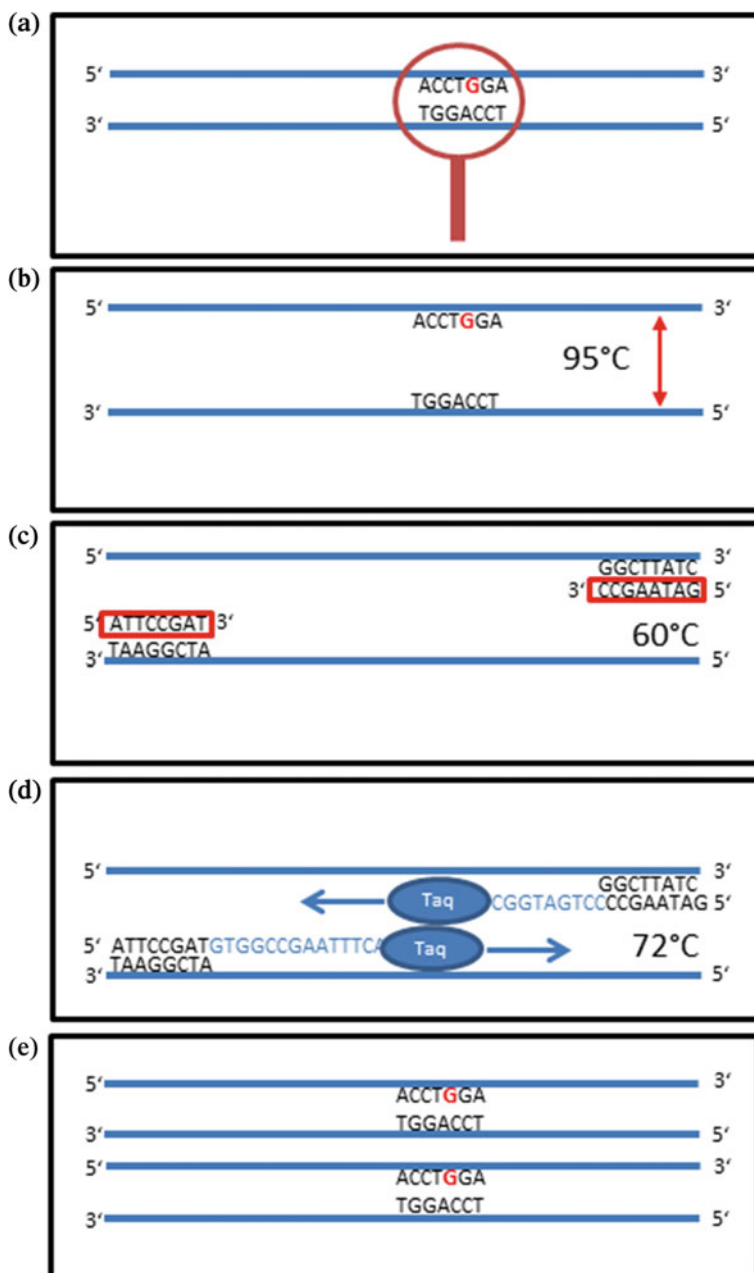 (a)
5‘ 3‘
ACCTGGA
TGGACCT
3‘ 5‘
(b)
5‘ 3‘
ACCTGGA
95°C
TGGACCT
3‘ 5‘
(c)
5‘ 3‘
GGCTTATC
3‘ CCGAATAG 5‘
5‘ ATTCCGAT 3‘
60°C
TAAGGCTA
3‘ 5‘
(d)
5‘ 3‘
GGCTTATC
Taq CGGTAGTCCCCGAATAG 5‘
5‘ ATTCCGATGTGGCCGAATTTCA Taq 72°C
TAAGGCTA
3‘ 5‘
(e)
5‘ 3‘
ACCTGGA
TGGACCT
3‘ 5‘
5‘ 3‘
ACCTGGA
TGGACCT
3‘ 5‘